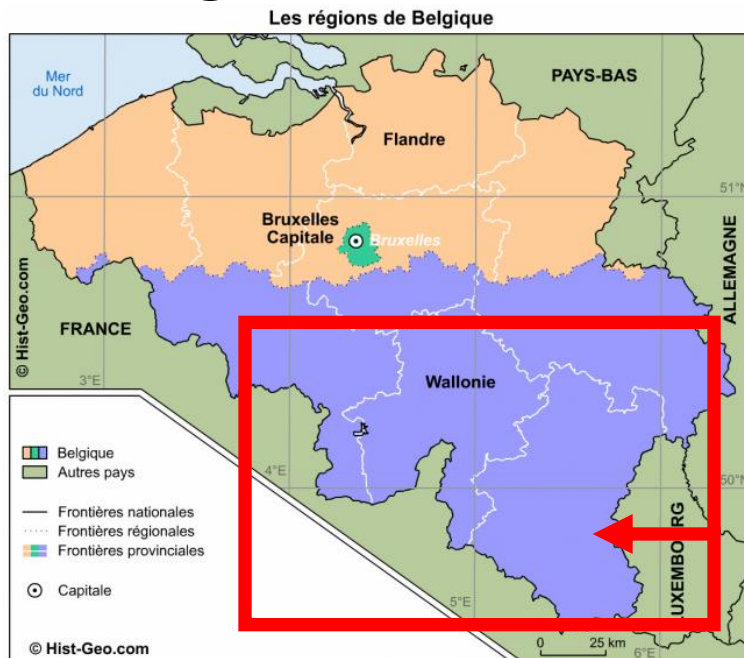 Les régions de Belgique
Mer
du Nord
PAYS-BAS
Flandre
51°N
Bruxelles
Capitale
Bruxelles
ALLEMAGNE
© Hist-Geo.com
FRANCE
3°E
Wallonie
Belgique
Autres pays
4°E
50°N
Frontières nationales
Frontières régionales
Frontières provinciales
LUXEMBOURG
Capitale
5°E
0 25 km
6°E
© Hist-Geo.com